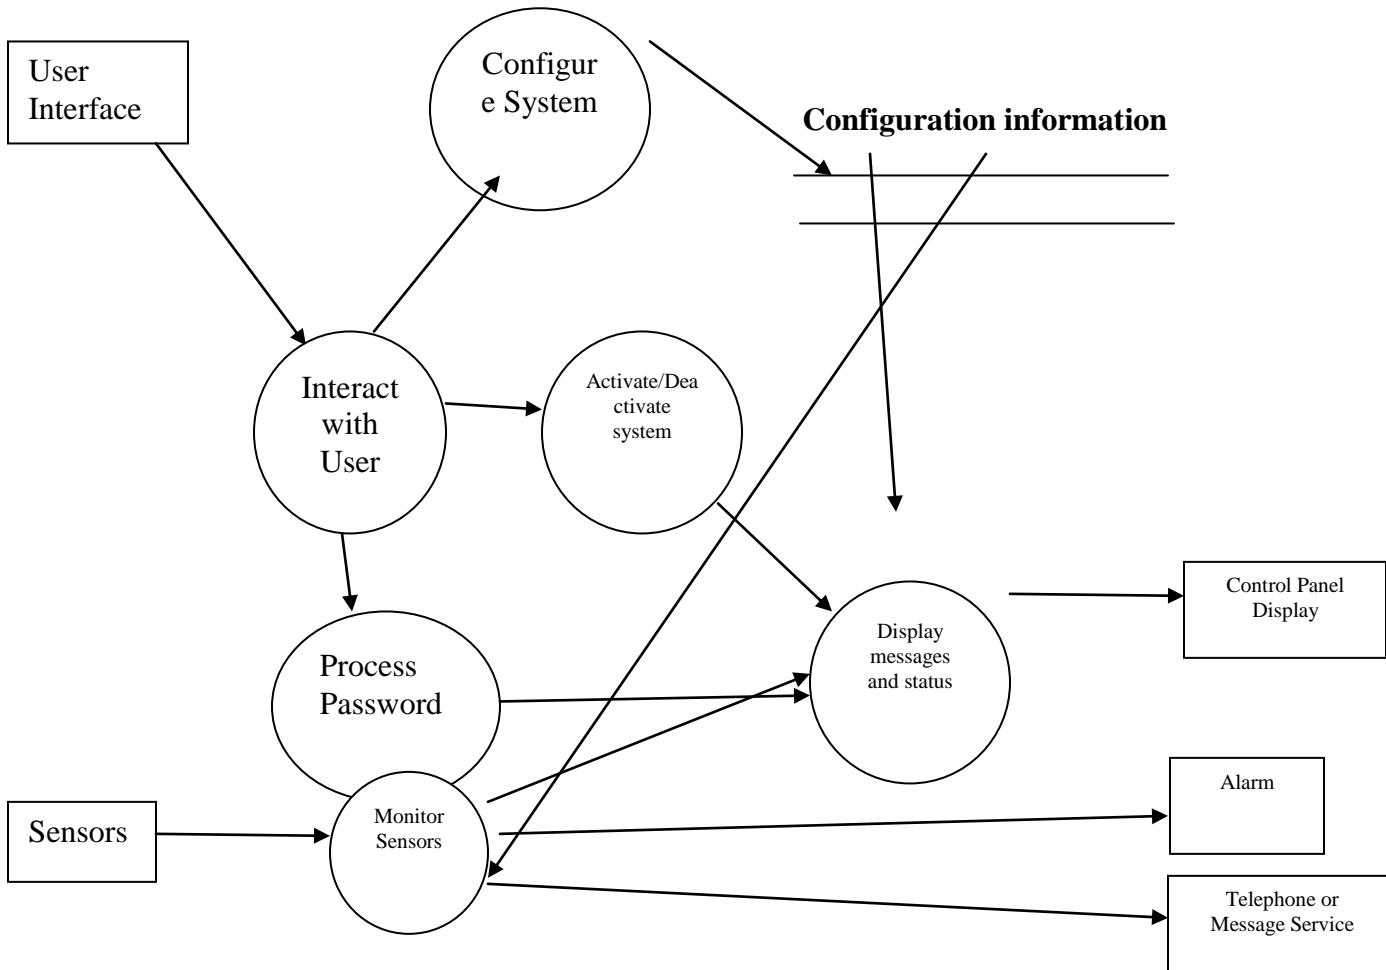 User
Interface
Configur
e System
Configuration information
Interact
with
User
Activate/Dea
ctivate
system
Process
Password
Display
messages
and status
Control Panel
Display
Sensors
Monitor
Sensors
Alarm
Telephone or
Message Service